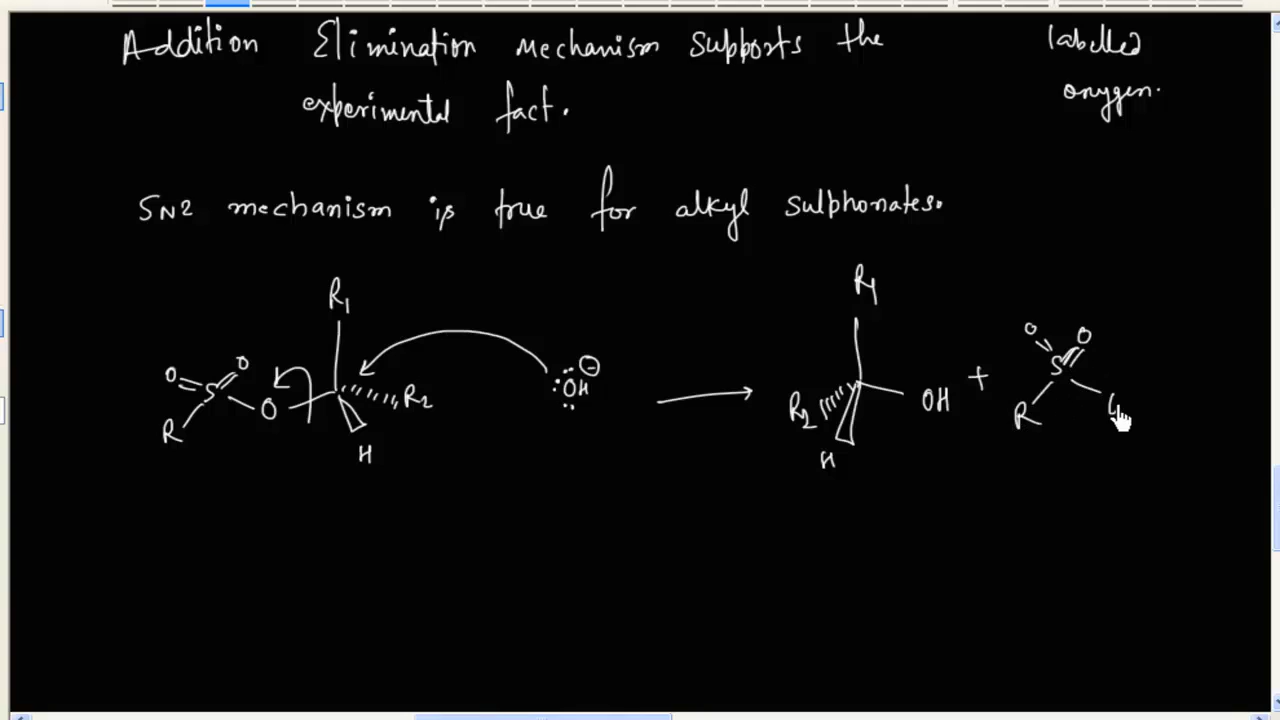 Addition Elimination mechanism supports the
experimental fact.
labelled
oxygen.
SN2 mechanism is true for alkyl sulphonates.
R1
O O
S
O
R
R2
H
:ÖH ⊖
R1
R2
H
OH
+
O O
S
R